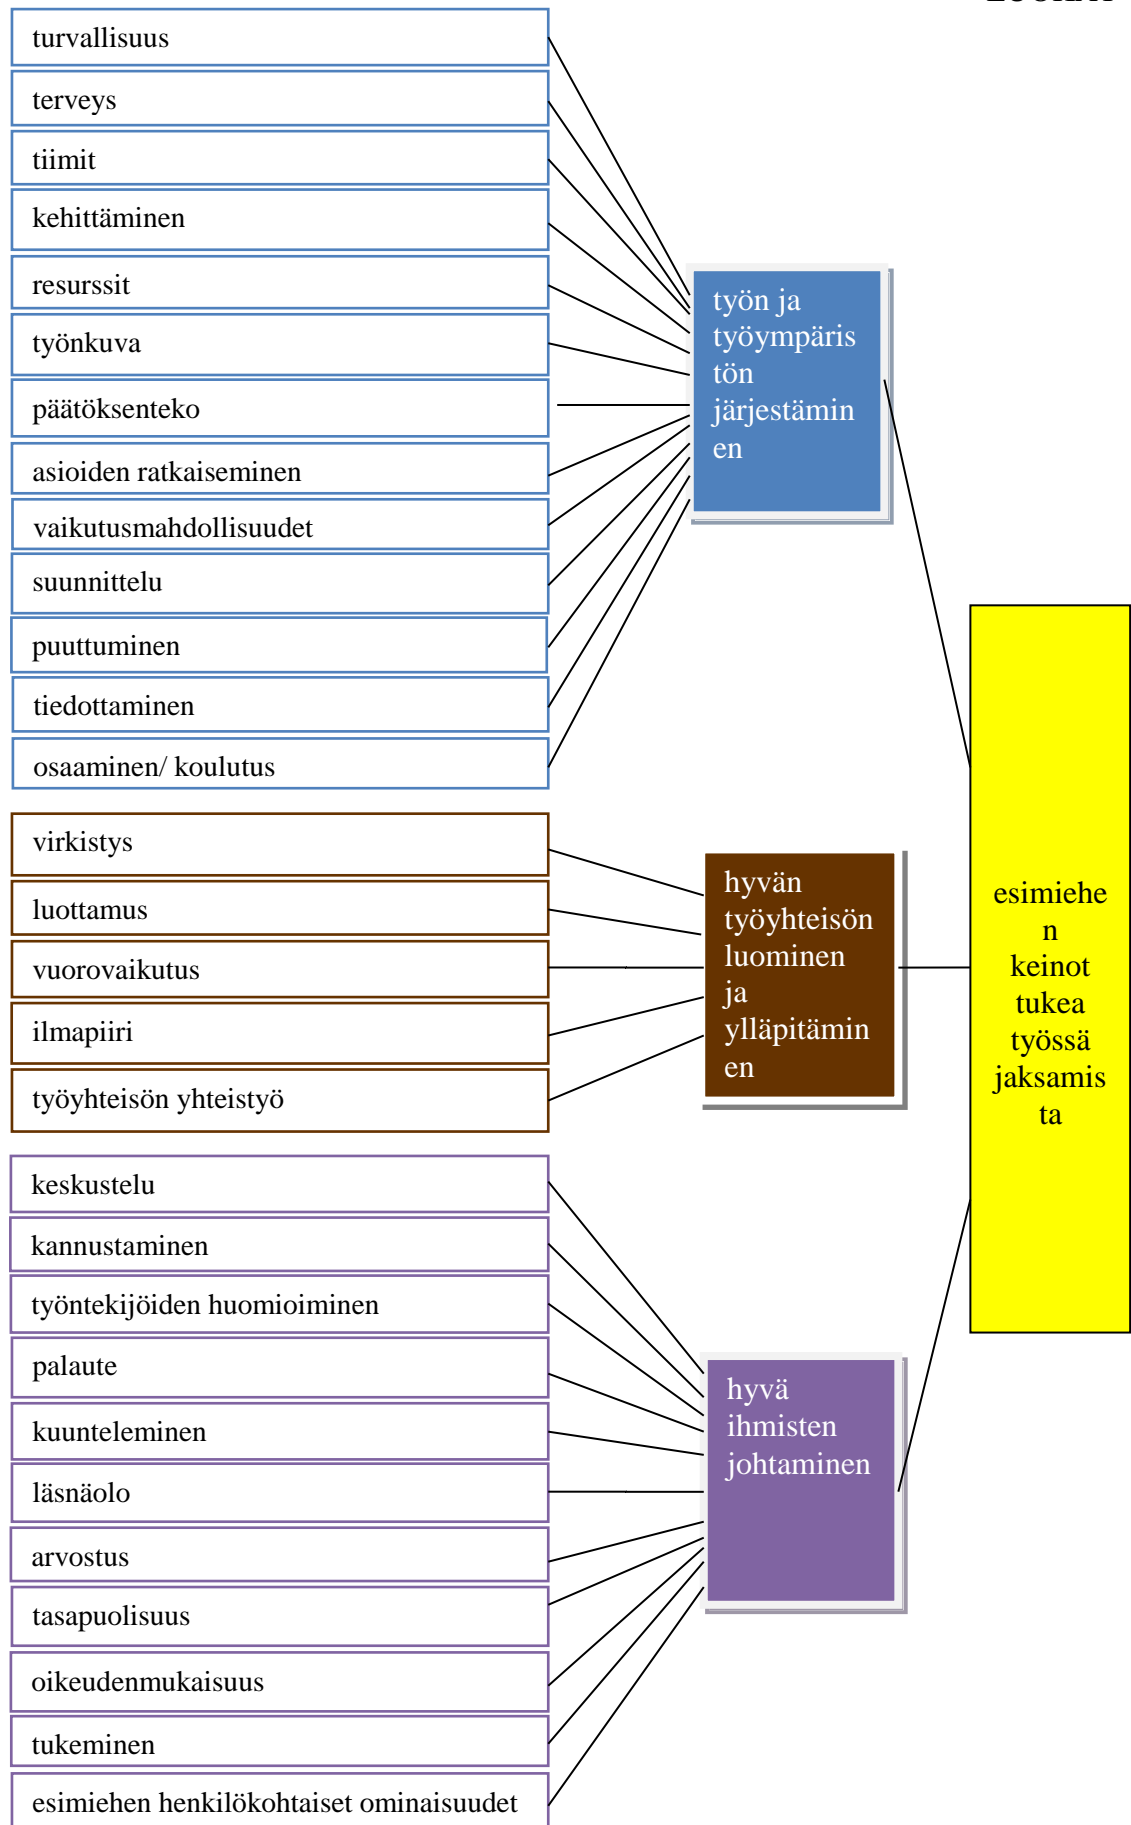 turvallisuus
terveys
tiimit
kehittäminen
resurssit
työnkuva
päätöksenteko
asioiden ratkaiseminen
vaikutusmahdollisuudet
suunnittelu
puuttuminen
tiedottaminen
osaaminen/ koulutus
työn ja
työympäris
tön
järjestämin
en
virkistys
luottamus
vuorovaikutus
ilmapiiri
työyhteisön yhteistyö
hyvän
työyhteisön
luominen
ja
ylläpitämin
en
keskustelu
kannustaminen
työntekijöiden huomioiminen
palaute
kuunteleminen
läsnäolo
arvostus
tasapuolisuus
oikeudenmukaisuus
tukeminen
esimiehen henkilökohtaiset ominaisuudet
hyvä
ihmisten
johtaminen
esimiehe
n
keinot
tukea
työssä
jaksamis
ta